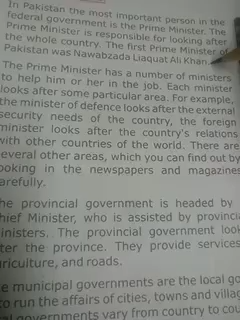 In Pakistan the most important person in the
federal government is the Prime Minister. The
Prime Minister is responsible for looking after
the whole country. The first Prime Minister of
Pakistan was Nawabzada Liaquat Ali Khan.
The Prime Minister has a number of ministers
to help him or her in the job. Each minister
looks after some particular area. For example,
the minister of defence looks after the external
security needs of the country, the foreign
minister looks after the country's relations
with other countries of the world. There are
everal other areas, which you can find out by
ooking in the newspapers and magazines
arefully.
he provincial government is headed by
hief Minister, who is assisted by provincia
inisters. The provincial government look
ter the province. They provide services
riculture, and roads.
e municipal governments are the local go
to run the affairs of cities, towns and villag
al governments vary from country to cou